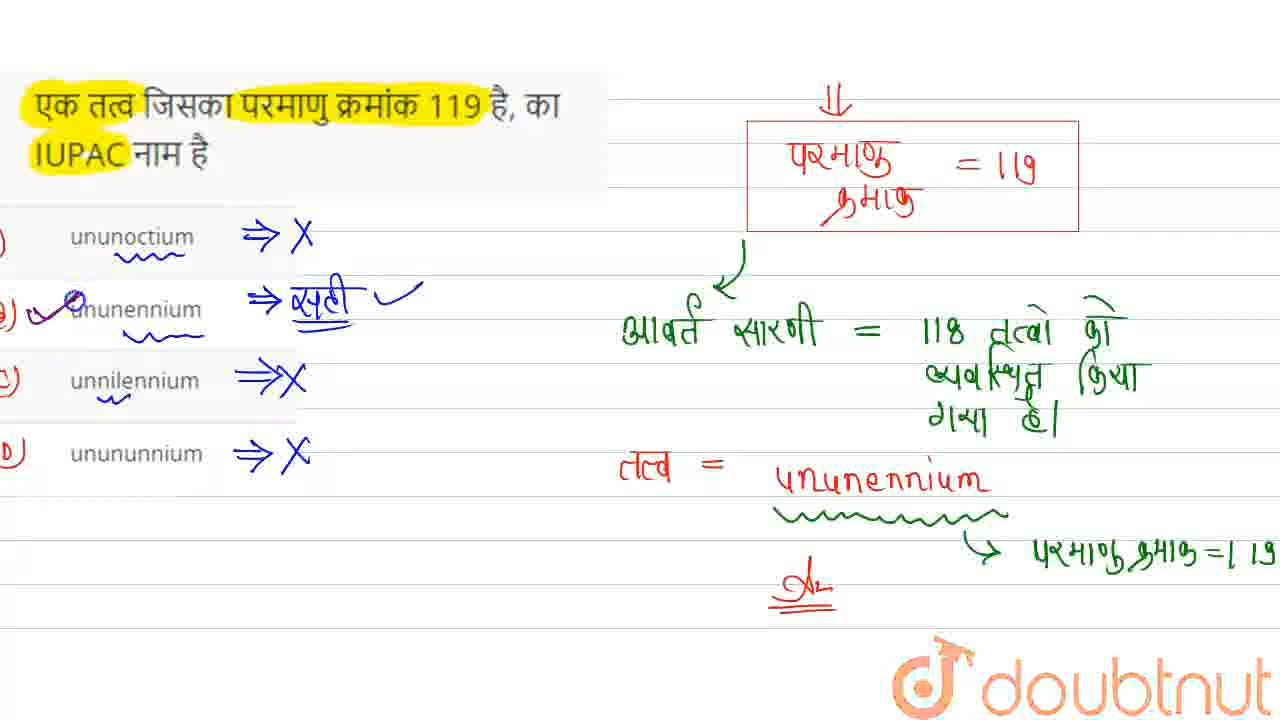 एक तत्व जिसका परमाणु क्रमांक 119 है, का
IUPAC नाम है
ununoctium ⇒ X
ununennium ⇒ सही ✓
C) unnilennium ⇒ X
D) unununnium ⇒ X
⇓
परमाणु
क्रमांक = 119
आवर्त सारणी = 118 तत्वो को
व्यवस्थित किया
गया है।
तत्व = ununennium
परमाणु क्रमांक = 119
doubtnut